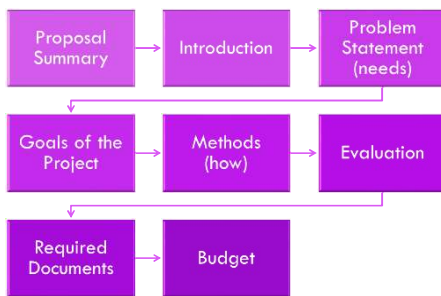 Proposal
Summary
Introduction
Problem
Statement
(needs)
Goals of the
Project
Methods
(how)
Evaluation
Required
Documents
Budget